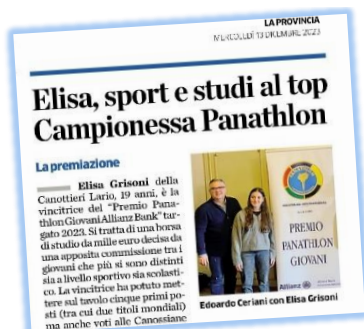 LA PROVINCIA
MERCOLEDÌ 13 DICEMBRE 2023
Elisa, sport e studi al top
Campionessa Panathlon
La premiazione
Elisa Grisoni della
Canottieri Lario, 19 anni, è la
vincitrice del “Premio Pana-
thlon Giovani Allianz Bank” tar-
gato 2023. Si tratta di una borsa
di studio da mille euro decisa da
una apposita commissione tra i
giovani che più si sono distinti
sia a livello sportivo sia scolasti-
co. La vincitrice ha potuto met-
tere sul tavolo cinque primi po-
sti (tra cui due titoli mondiali)
ma anche voti alle Canossiane
PREMIO
PANATHLON
GIOVANI
Allianz
Edoardo Ceriani con Elisa Grisoni